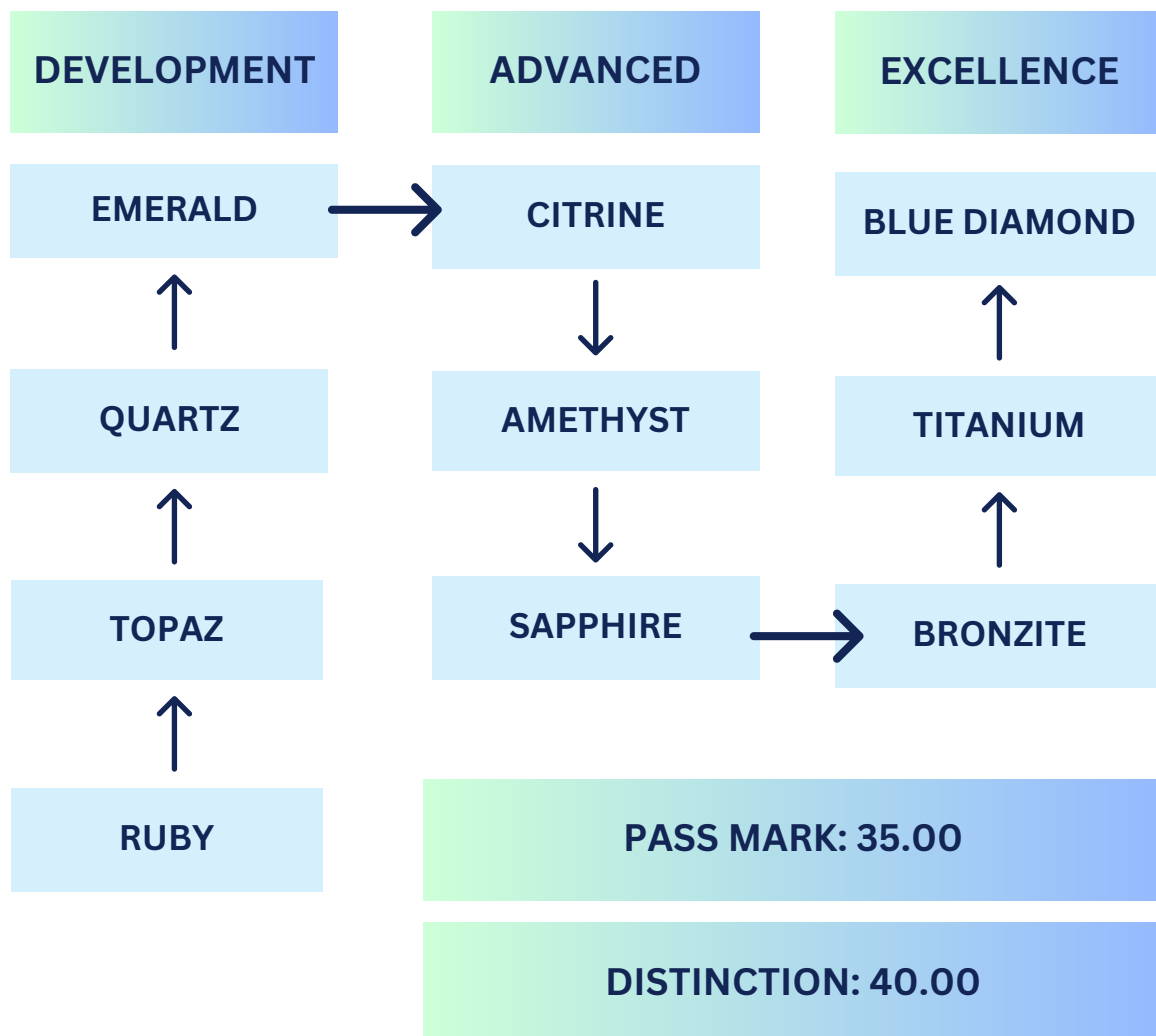 DEVELOPMENT
EMERALD
QUARTZ
TOPAZ
RUBY
ADVANCED
CITRINE
AMETHYST
SAPPHIRE
EXCELLENCE
BLUE DIAMOND
TITANIUM
BRONZITE
PASS MARK: 35.00
DISTINCTION: 40.00